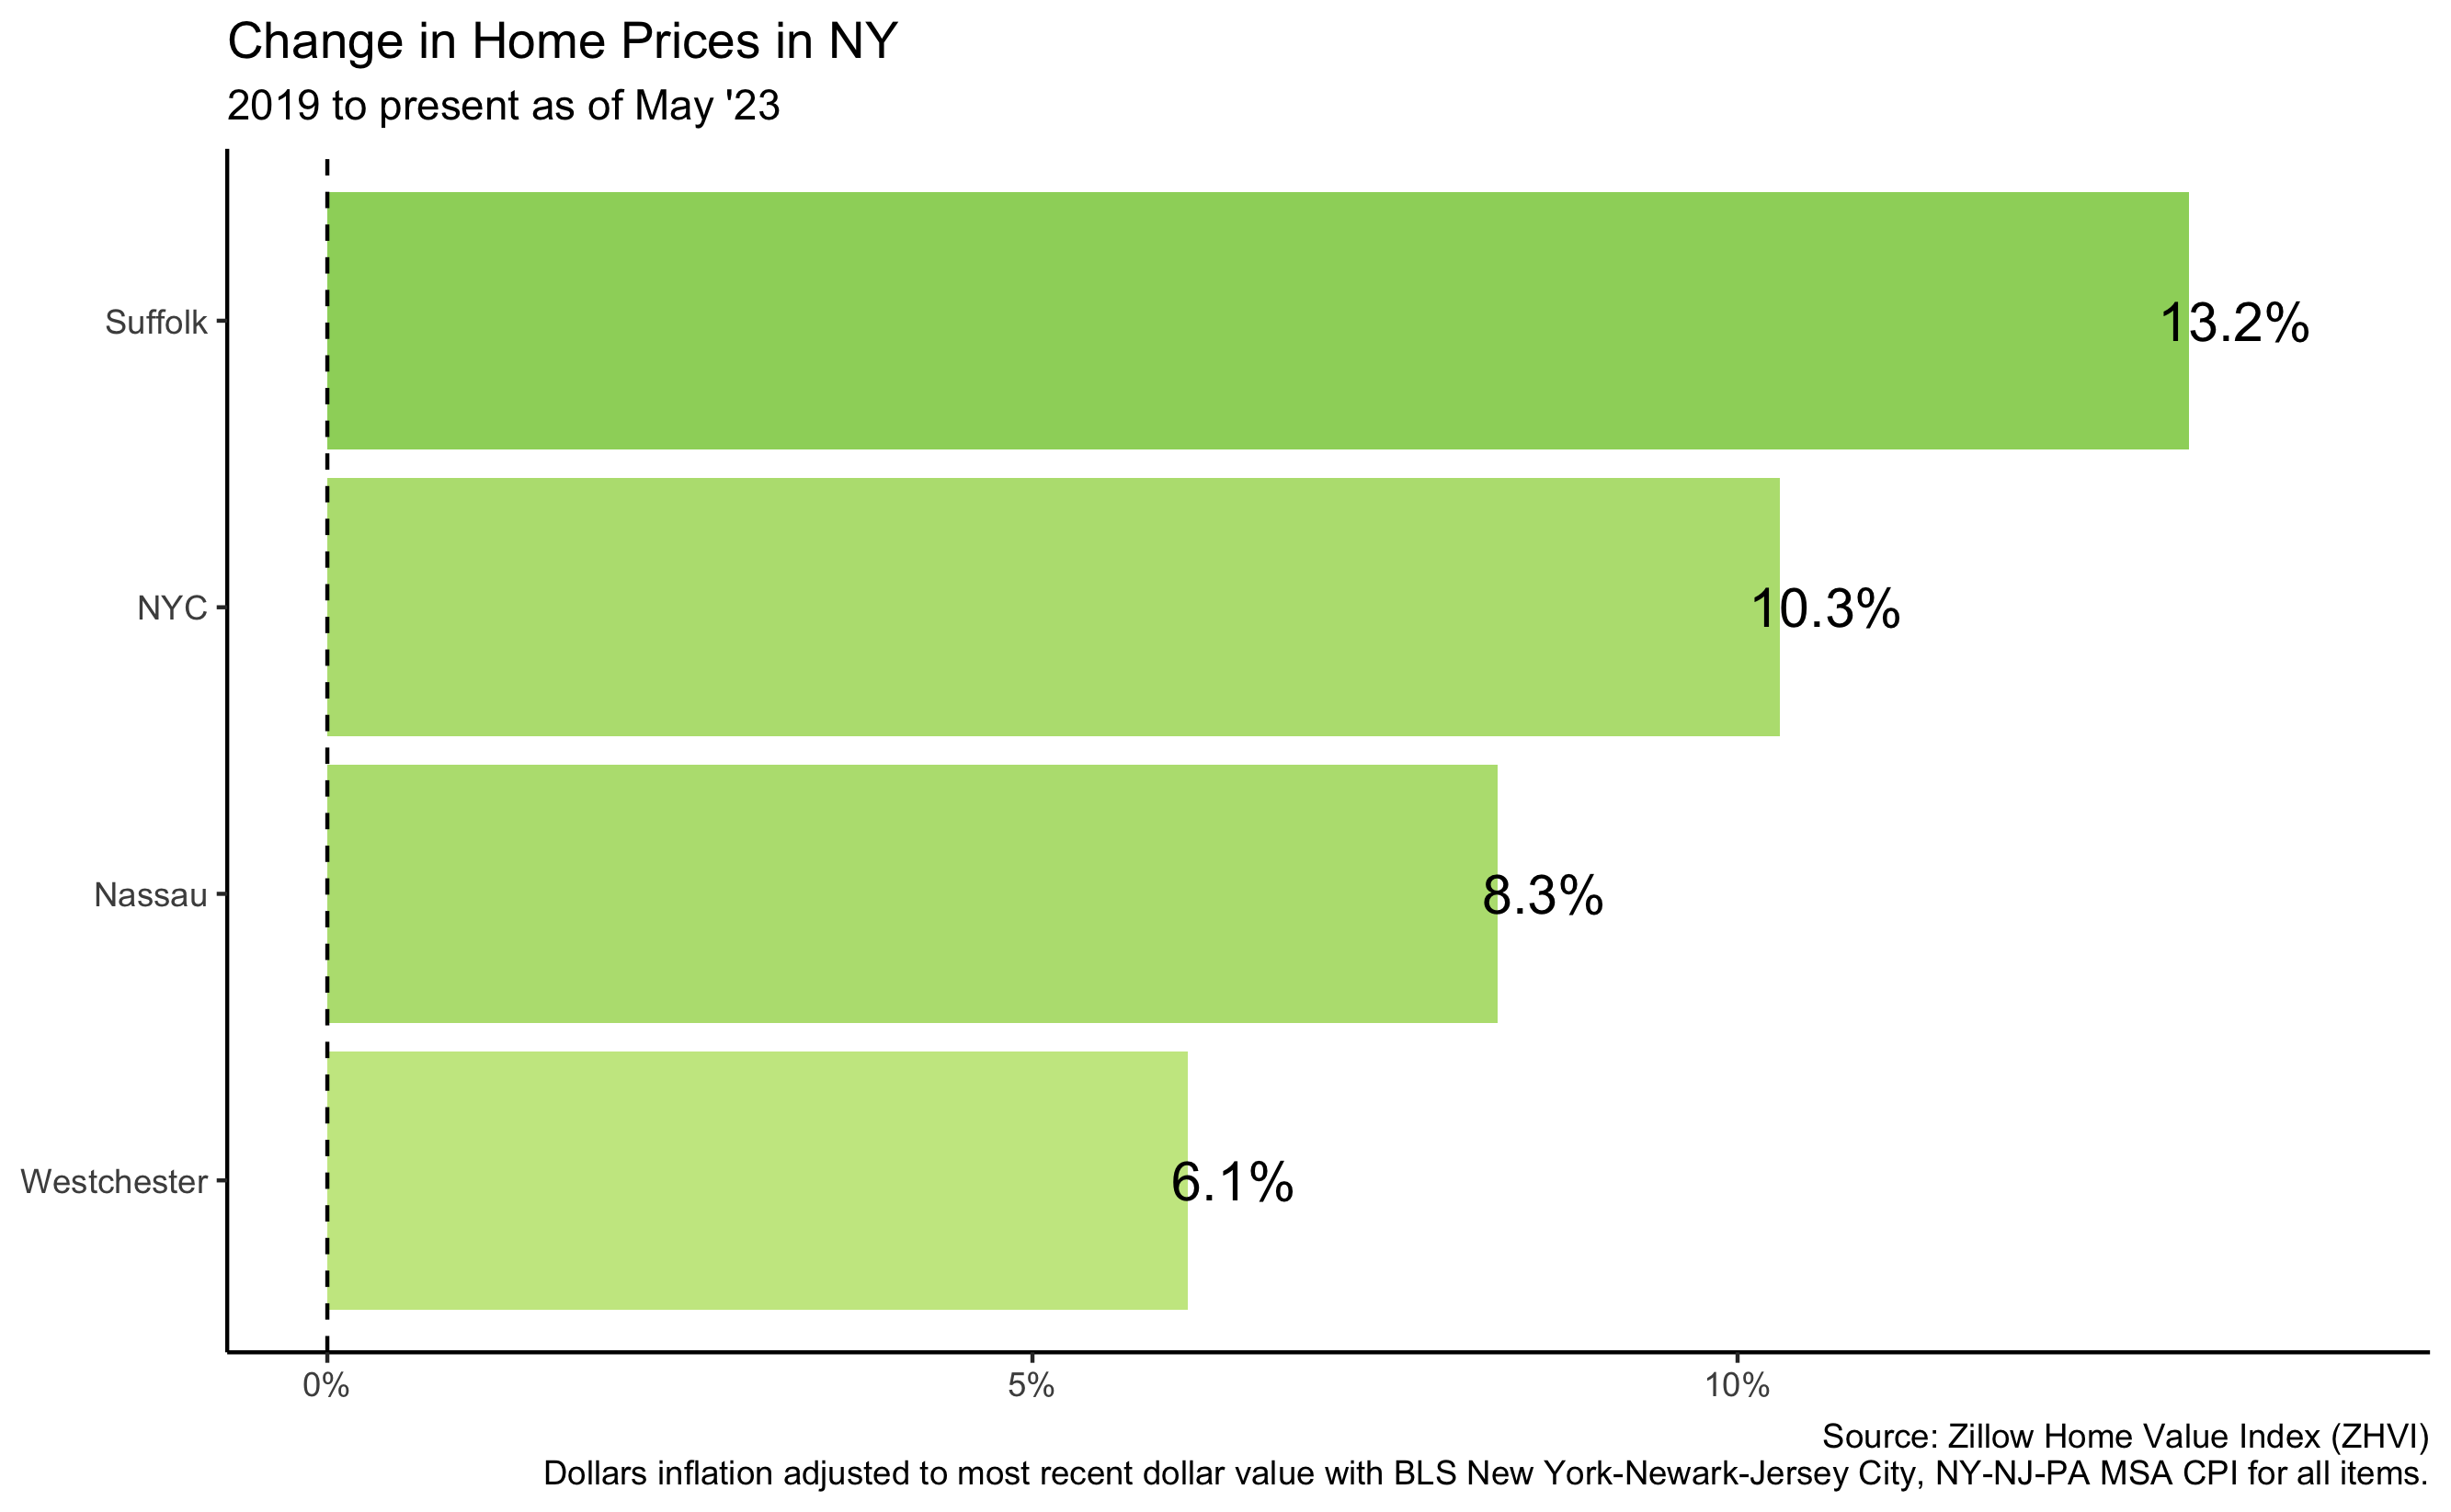 Change in Home Prices in NY
2019 to present as of May '23
Suffolk
13.2%
NYC
10.3%
Nassau
8.3%
Westchester
6.1%
0%
5%
10%
Source: Zillow Home Value Index (ZHVI)
Dollars inflation adjusted to most recent dollar value with BLS New York-Newark-Jersey City, NY-NJ-PA MSA CPI for all items.